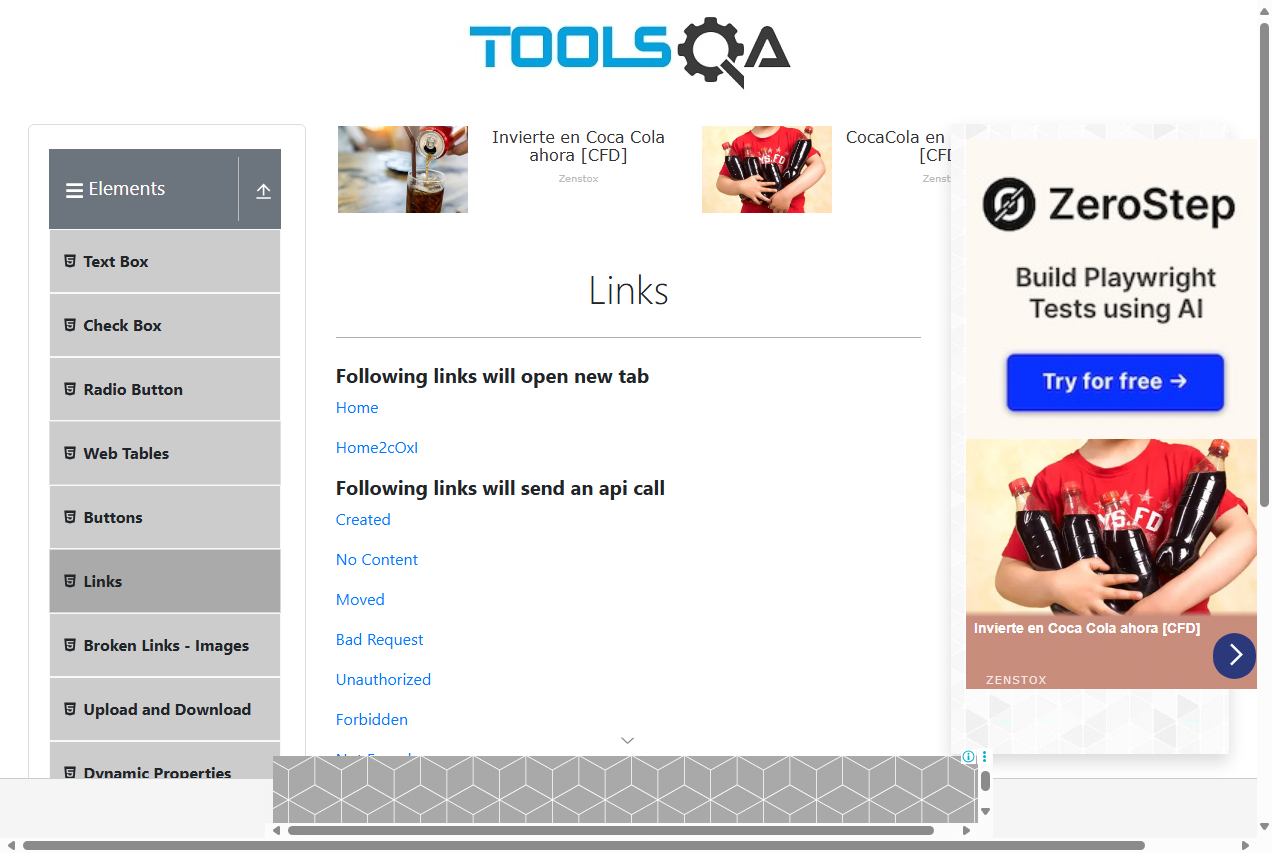 TOOLSQA
Elements
Text Box
Check Box
Radio Button
Web Tables
Buttons
Links
Broken Links - Images
Upload and Download
Dynamic Properties
Invierte en Coca Cola
ahora [CFD]
Zenstox
CocaCola en
[CFD
Zenst
Links
Following links will open new tab
Home
Home2cOxI
Following links will send an api call
Created
No Content
Moved
Bad Request
Unauthorized
Forbidden
ZeroStep
Build Playwright
Tests using AI
Try for free →
YS.FD
Invierte en Coca Cola ahora [CFD]
ZENSTOX